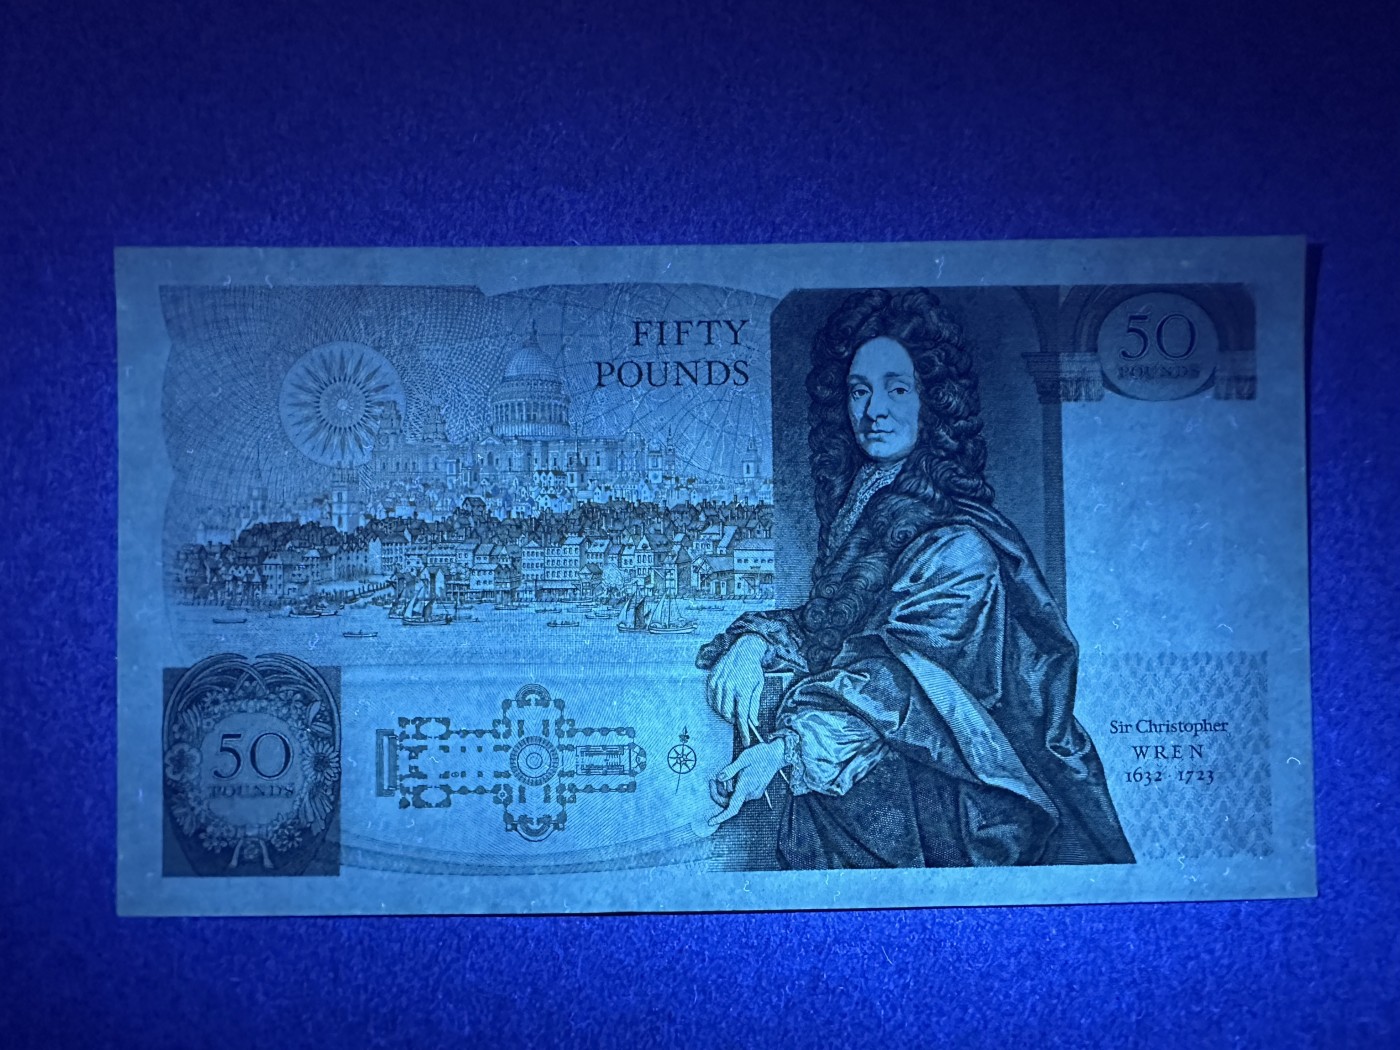 FIFTY
POUNDS
50
POUNDS
50
POUNDS
Sir Christopher
WREN
1632 · 1723